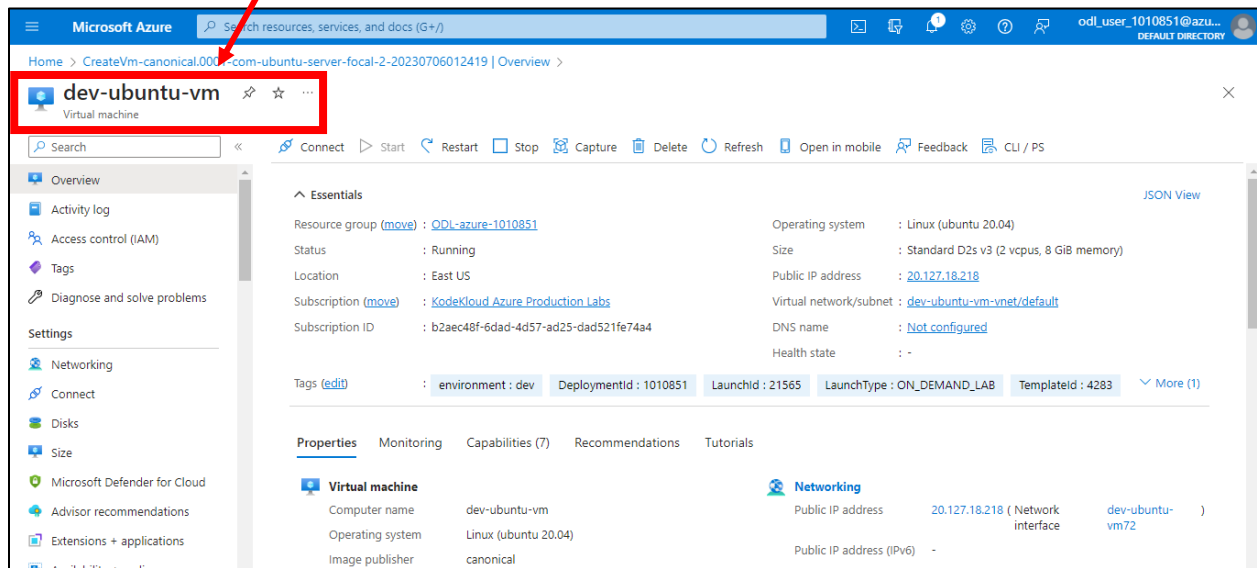 Microsoft Azure
Search resources, services, and docs (G+/)
1
odl_user_1010851@azu...
DEFAULT DIRECTORY
Home > CreateVm-canonical.0001-com-ubuntu-server-focal-2-20230706012419 | Overview >
dev-ubuntu-vm
Virtual machine
Search
Connect Start Restart Stop Capture Delete Refresh Open in mobile Feedback CLI / PS
Overview
Activity log
Access control (IAM)
Tags
Diagnose and solve problems
Settings
Networking
Connect
Disks
Size
Microsoft Defender for Cloud
Advisor recommendations
Extensions + applications
Essentials
JSON View
Resource group (move) : ODL-azure-1010851
Status : Running
Location : East US
Subscription (move) : KodeKloud Azure Production Labs
Subscription ID : b2aec48f-6dad-4d57-ad25-dad521fe74a4
Operating system : Linux (ubuntu 20.04)
Size : Standard D2s v3 (2 vcpus, 8 GiB memory)
Public IP address : 20.127.18.218
Virtual network/subnet : dev-ubuntu-vm-vnet/default
DNS name : Not configured
Health state : -
Tags (edit) : environment : dev DeploymentId : 1010851 LaunchId : 21565 LaunchType : ON_DEMAND_LAB TemplateId : 4283 More (1)
Properties Monitoring Capabilities (7) Recommendations Tutorials
Virtual machine
Computer name dev-ubuntu-vm
Operating system Linux (ubuntu 20.04)
Image publisher canonical
Networking
Public IP address 20.127.18.218 ( Network interface dev-ubuntu-vm72 )
Public IP address (IPv6) -